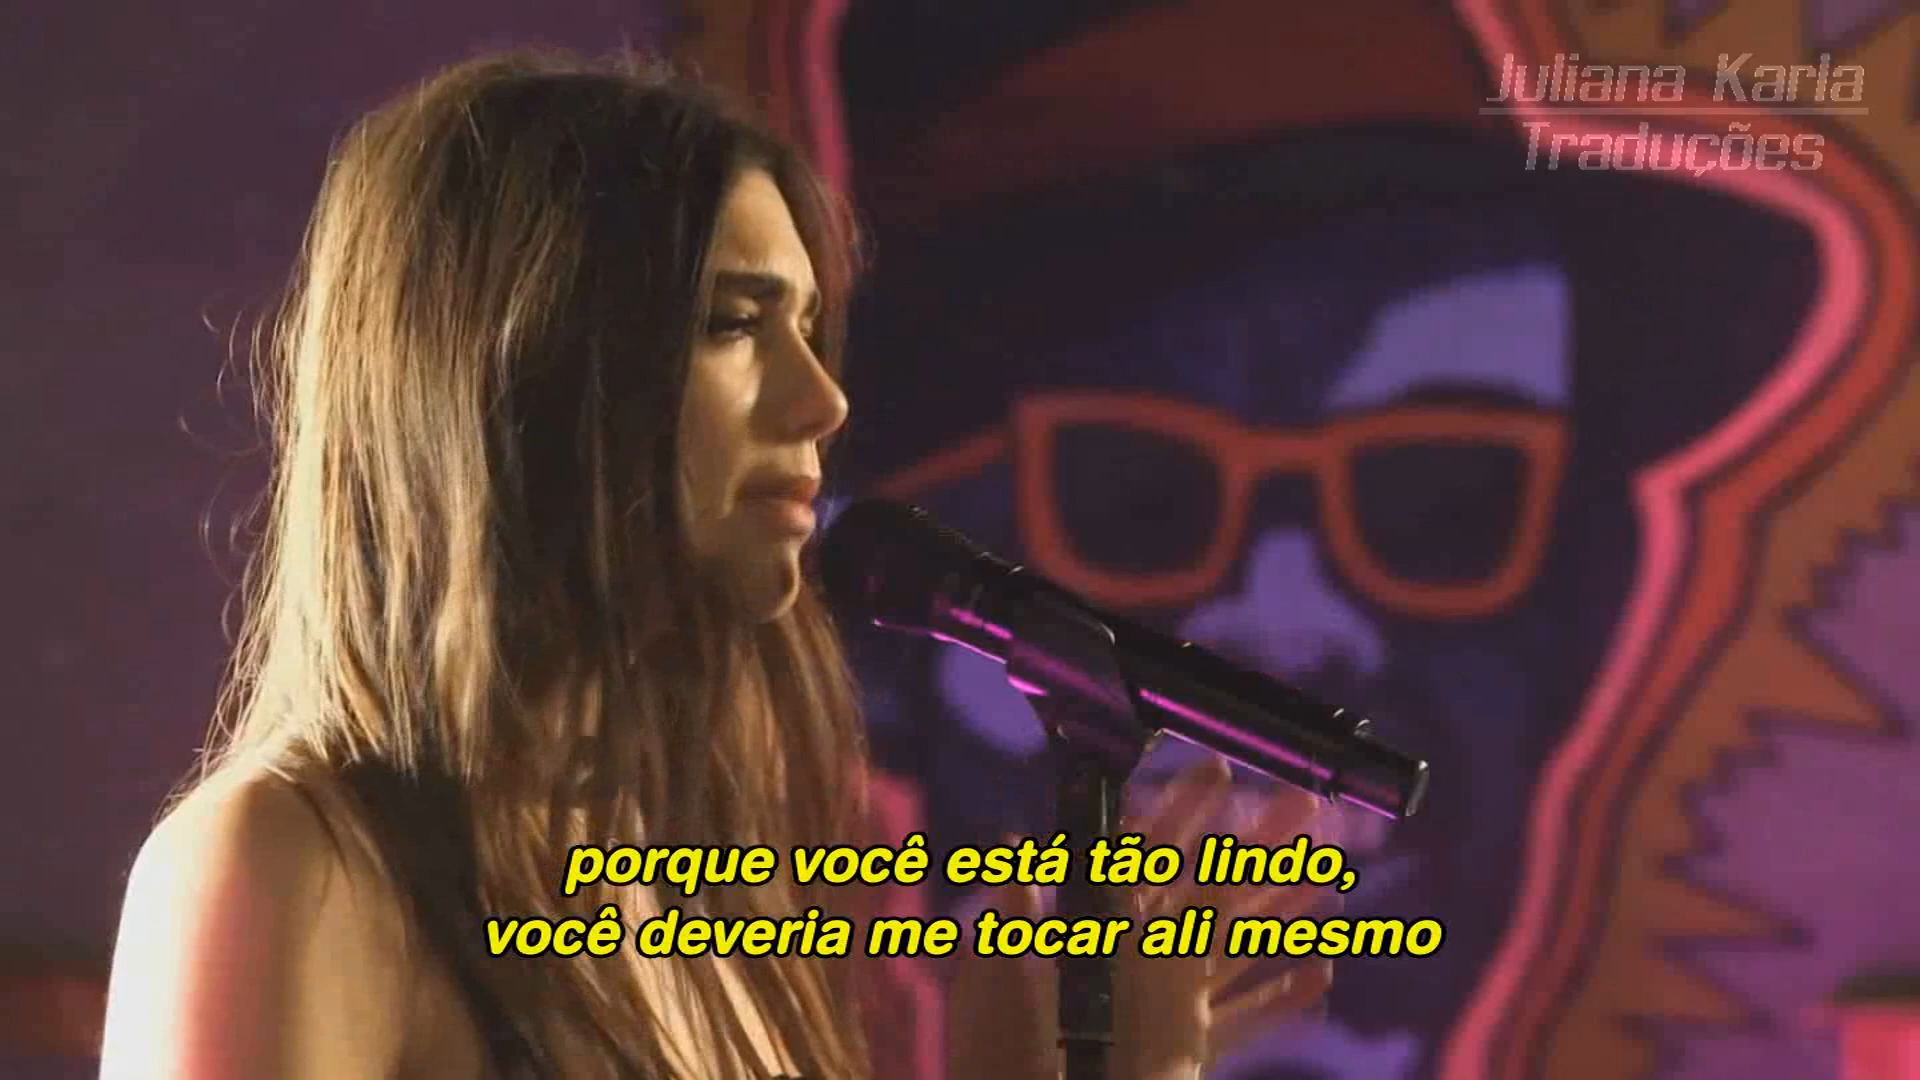 Juliana Karla
Traduções
porque você está tão lindo,
você deveria me tocar ali mesmo